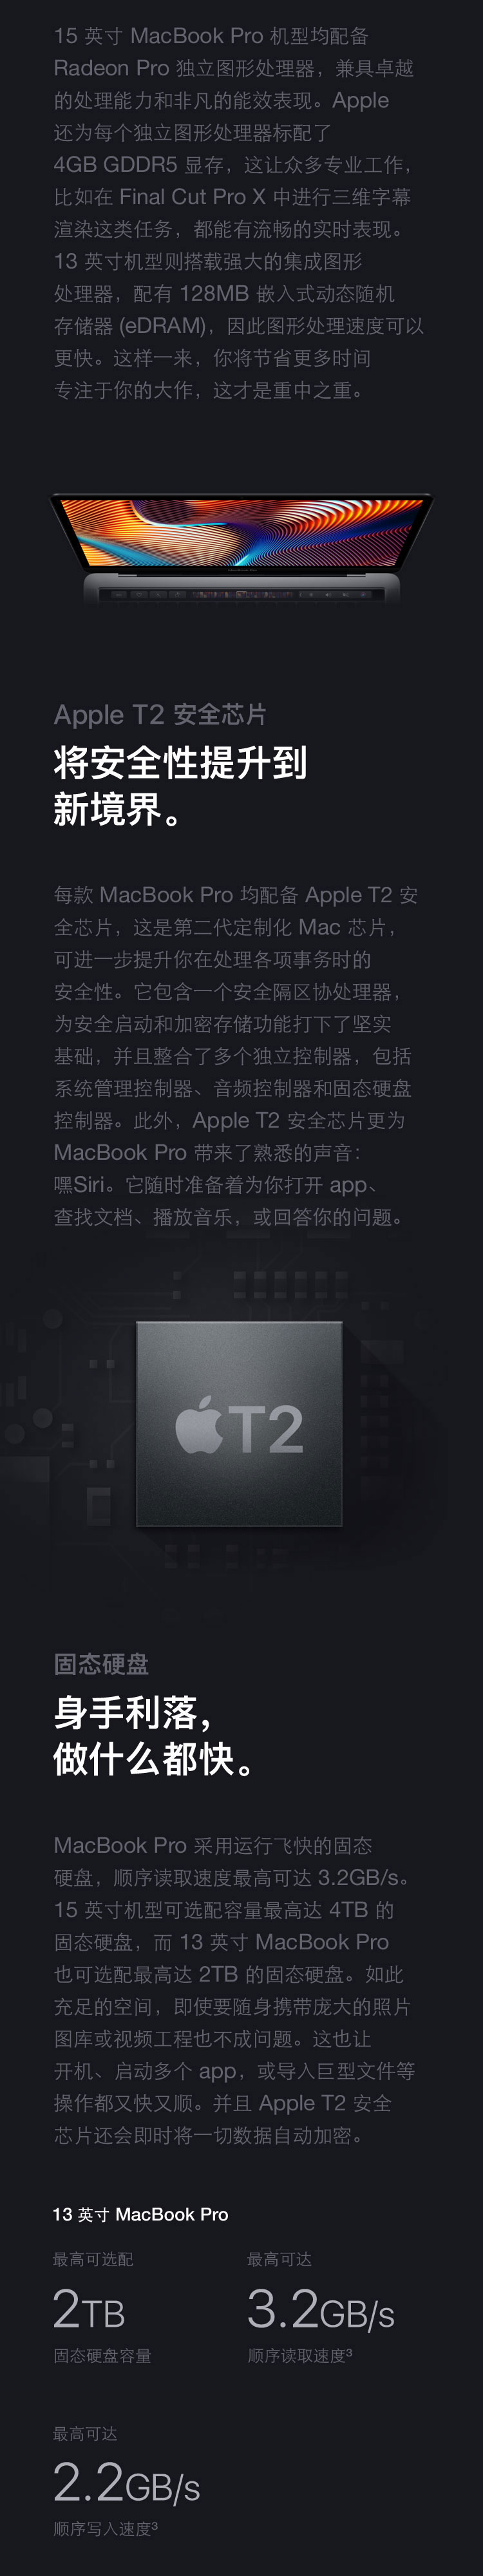 15 英寸 MacBook Pro 机型均配备
Radeon Pro 独立图形处理器，兼具卓越
的处理能力和非凡的能效表现。Apple
还为每个独立图形处理器标配了
4GB GDDR5 显存，这让众多专业工作，
比如在 Final Cut Pro X 中进行三维字幕
渲染这类任务，都能有流畅的实时表现。
13 英寸机型则搭载强大的集成图形
处理器，配有 128MB 嵌入式动态随机
存储器 (eDRAM)，因此图形处理速度可以
更快。这样一来，你将节省更多时间
专注于你的大作，这才是重中之重。
Apple T2 安全芯片
将安全性提升到
新境界。
每款 MacBook Pro 均配备 Apple T2 安
全芯片，这是第二代定制化 Mac 芯片，
可进一步提升你在处理各项事务时的
安全性。它包含一个安全隔区协处理器，
为安全启动和加密存储功能打下了坚实
基础，并且整合了多个独立控制器，包括
系统管理控制器、音频控制器和固态硬盘
控制器。此外，Apple T2 安全芯片更为
MacBook Pro 带来了熟悉的声音：
嘿Siri。它随时准备着为你打开 app、
查找文档、播放音乐，或回答你的问题。
T2
固态硬盘
身手利落，
做什么都快。
MacBook Pro 采用运行飞快的固态
硬盘，顺序读取速度最高可达 3.2GB/s。
15 英寸机型可选配容量最高达 4TB 的
固态硬盘，而 13 英寸 MacBook Pro
也可选配最高达 2TB 的固态硬盘。如此
充足的空间，即使要随身携带庞大的照片
图库或视频工程也不成问题。这也让
开机、启动多个 app，或导入巨型文件等
操作都又快又顺。并且 Apple T2 安全
芯片还会即时将一切数据自动加密。
13 英寸 MacBook Pro
最高可选配
2TB
固态硬盘容量
最高可达
3.2GB/s
顺序读取速度³
最高可达
2.2GB/s
顺序写入速度³